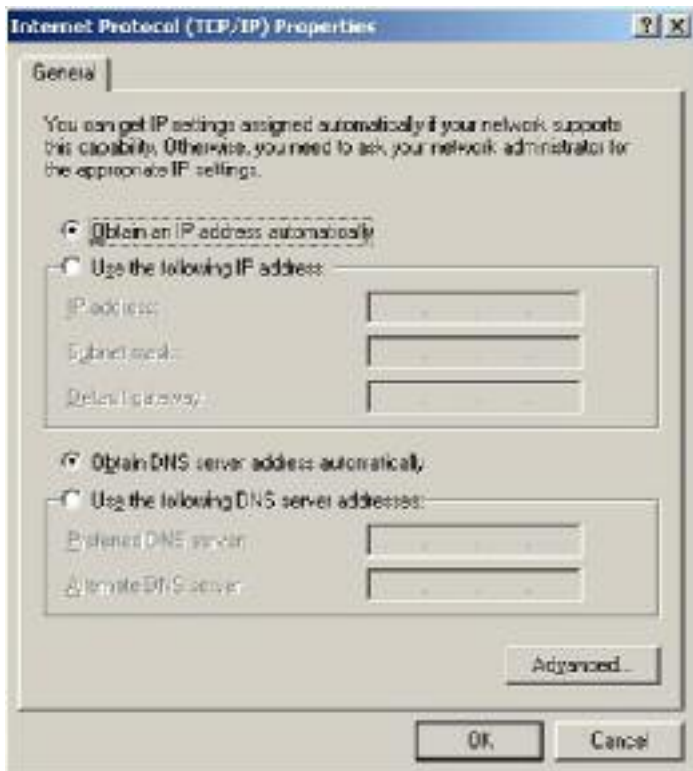 Internet Protocol (TCP/IP) Properties
General
You can get IP settings assigned automatically if your network supports
this capability. Otherwise, you need to ask your network administrator for
the appropriate IP settings.
Obtain an IP address automatically
Use the following IP address:
IP address:
Subnet mask:
Default gateway:
Obtain DNS server address automatically
Use the following DNS server addresses:
Preferred DNS server:
Alternate DNS server:
Advanced...
OK
Cancel